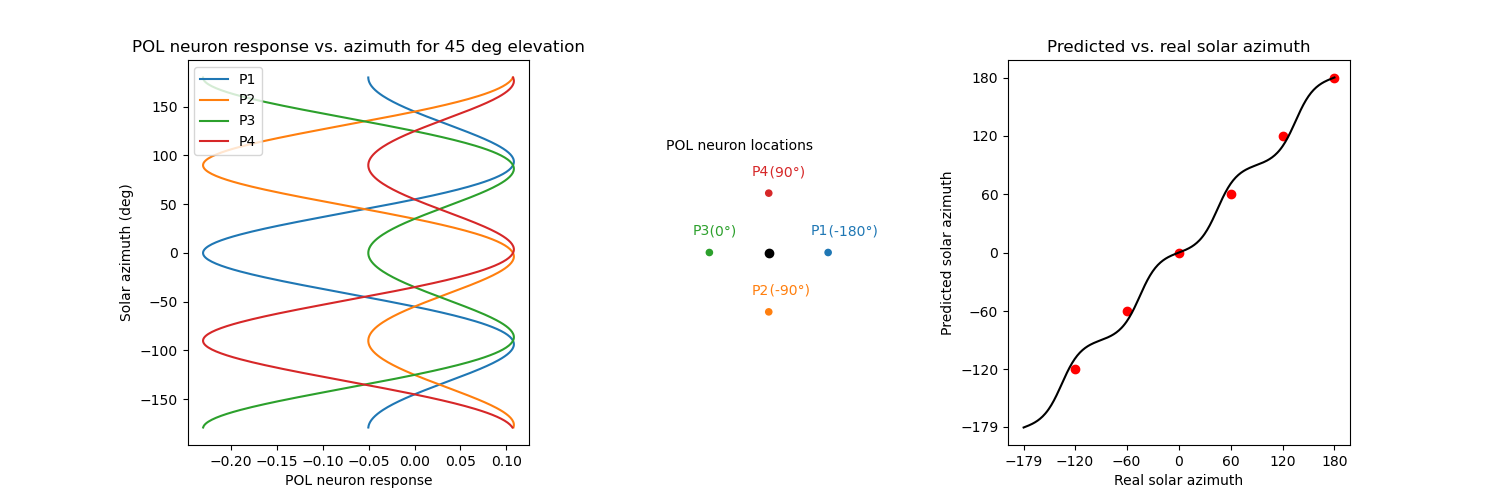 POL neuron response vs. azimuth for 45 deg elevation
P1
P2
P3
P4
Solar azimuth (deg)
150
100
50
0
−50
−100
−150
−0.20 −0.15 −0.10 −0.05 0.00 0.05 0.10
POL neuron response
POL neuron locations
P4(90°)
P3(0°)
P1(-180°)
P2(-90°)
Predicted vs. real solar azimuth
Predicted solar azimuth
180
120
60
0
−60
−120
−179
−179 −120 −60 0 60 120 180
Real solar azimuth